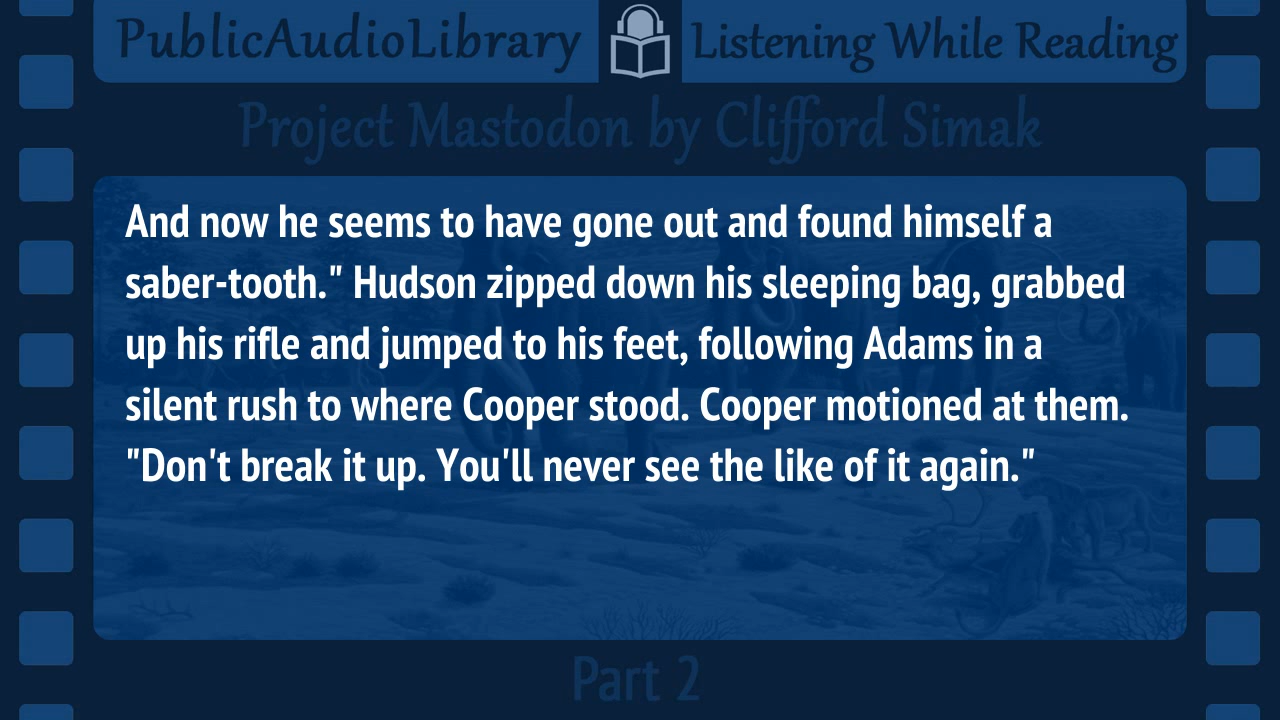 PublicAudioLibrary Listening While Reading
Project Mastodon by Clifford Simak
And now he seems to have gone out and found himself a
saber-tooth." Hudson zipped down his sleeping bag, grabbed
up his rifle and jumped to his feet, following Adams in a
silent rush to where Cooper stood. Cooper motioned at them.
"Don't break it up. You'll never see the like of it again."
Part 2